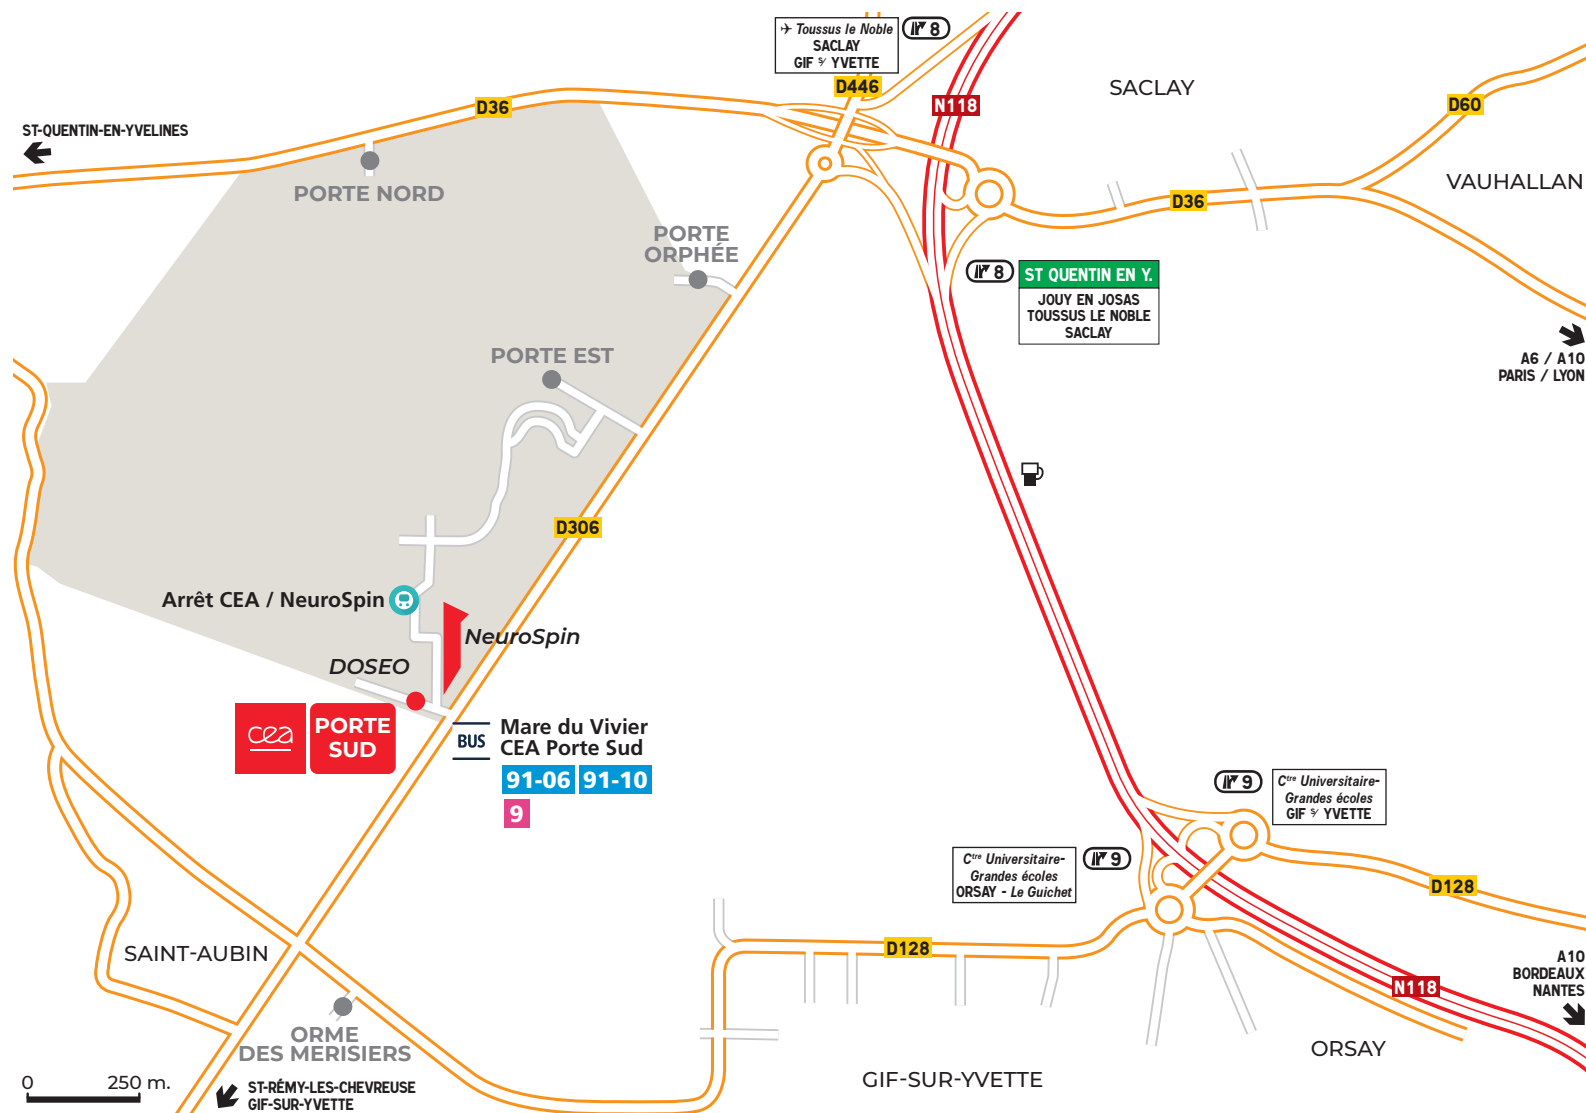 ✈ Toussus le Noble
SACLAY
GIF S/ YVETTE
8
D446
N118
SACLAY
D36
D60
ST-QUENTIN-EN-YVELINES
PORTE NORD
VAUHALLAN
D36
PORTE
ORPHÉE
8
ST QUENTIN EN Y.
JOUY EN JOSAS
TOUSSUS LE NOBLE
SACLAY
PORTE EST
A6 / A10
PARIS / LYON
D306
Arrêt CEA / NeuroSpin
NeuroSpin
DOSEO
cea
PORTE
SUD
BUS
Mare du Vivier
CEA Porte Sud
91-06 91-10
9
9
Ctre Universitaire-
Grandes écoles
GIF S/ YVETTE
Ctre Universitaire-
Grandes écoles
ORSAY - Le Guichet
9
D128
D128
SAINT-AUBIN
A10
BORDEAUX
NANTES
N118
ORME
DES MERISIERS
ORSAY
GIF-SUR-YVETTE
0 250 m.
ST-RÉMY-LES-CHEVREUSE
GIF-SUR-YVETTE